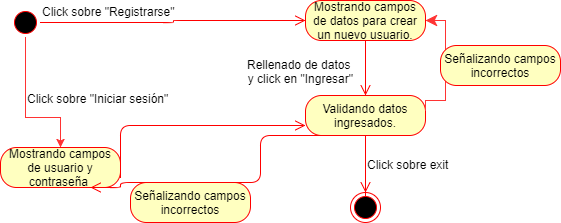 Click sobre "Registrarse"
Mostrando campos
de datos para crear
un nuevo usuario.
Señalizando campos
incorrectos
Rellenado de datos
y click en "Ingresar"
Click sobre "Iniciar sesión"
Validando datos
ingresados.
Mostrando campos
de usuario y
contraseña
Click sobre exit
Señalizando campos
incorrectos